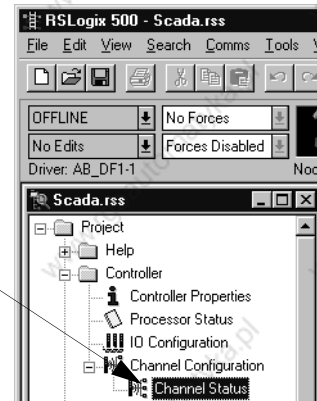 RSLogix 500 - Scada.rss
File Edit View Search Comms Tools
OFFLINE No Forces
No Edits Forces Disabled
Driver: AB_DF1-1
Scada.rss
Project
Help
Controller
Controller Properties
Processor Status
IO Configuration
Channel Configuration
Channel Status